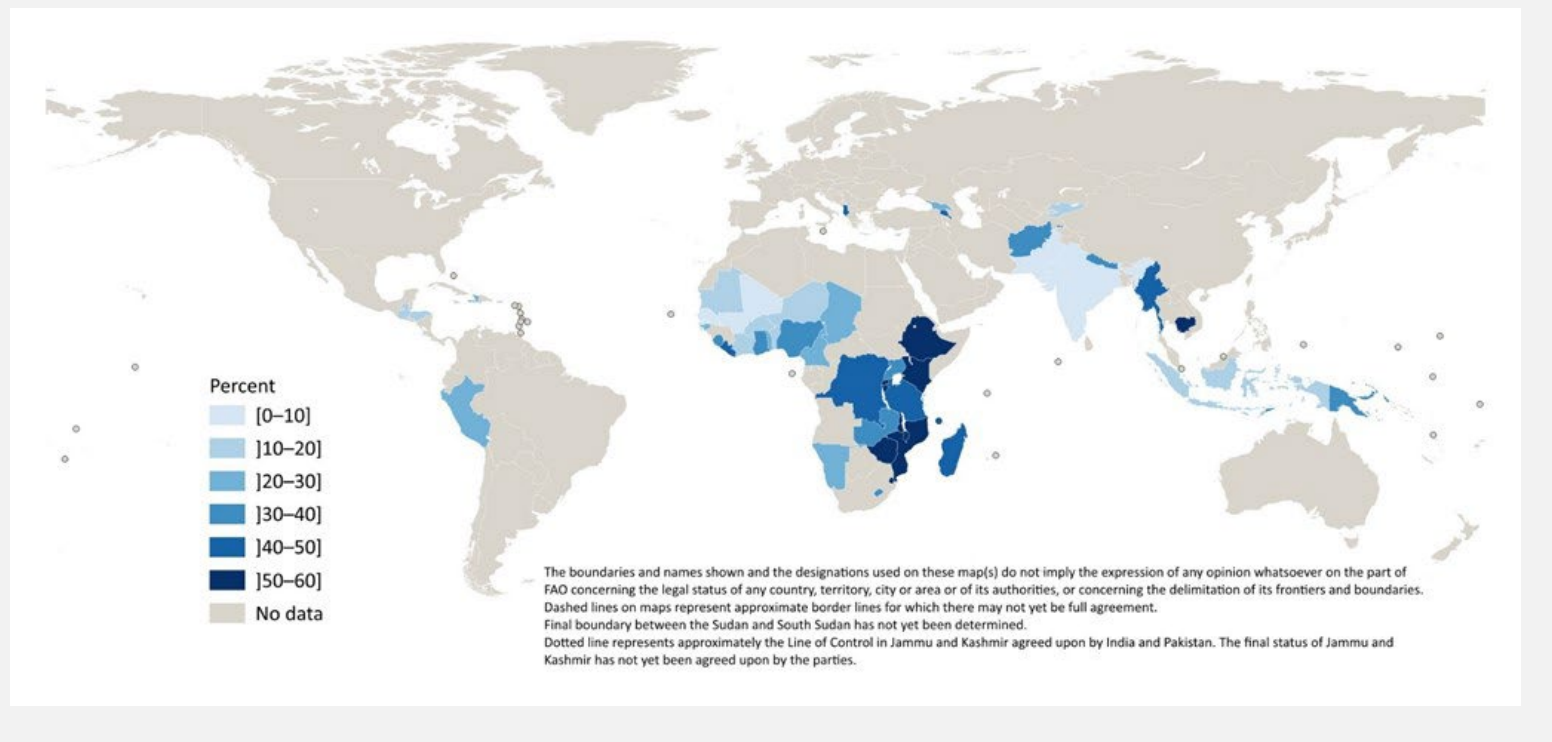 Percent
[0–10]
]10–20]
]20–30]
]30–40]
]40–50]
]50–60]
No data
The boundaries and names shown and the designations used on these map(s) do not imply the expression of any opinion whatsoever on the part of
FAO concerning the legal status of any country, territory, city or area or of its authorities, or concerning the delimitation of its frontiers and boundaries.
Dashed lines on maps represent approximate border lines for which there may not yet be full agreement.
Final boundary between the Sudan and South Sudan has not yet been determined.
Dotted line represents approximately the Line of Control in Jammu and Kashmir agreed upon by India and Pakistan. The final status of Jammu and
Kashmir has not yet been agreed upon by the parties.